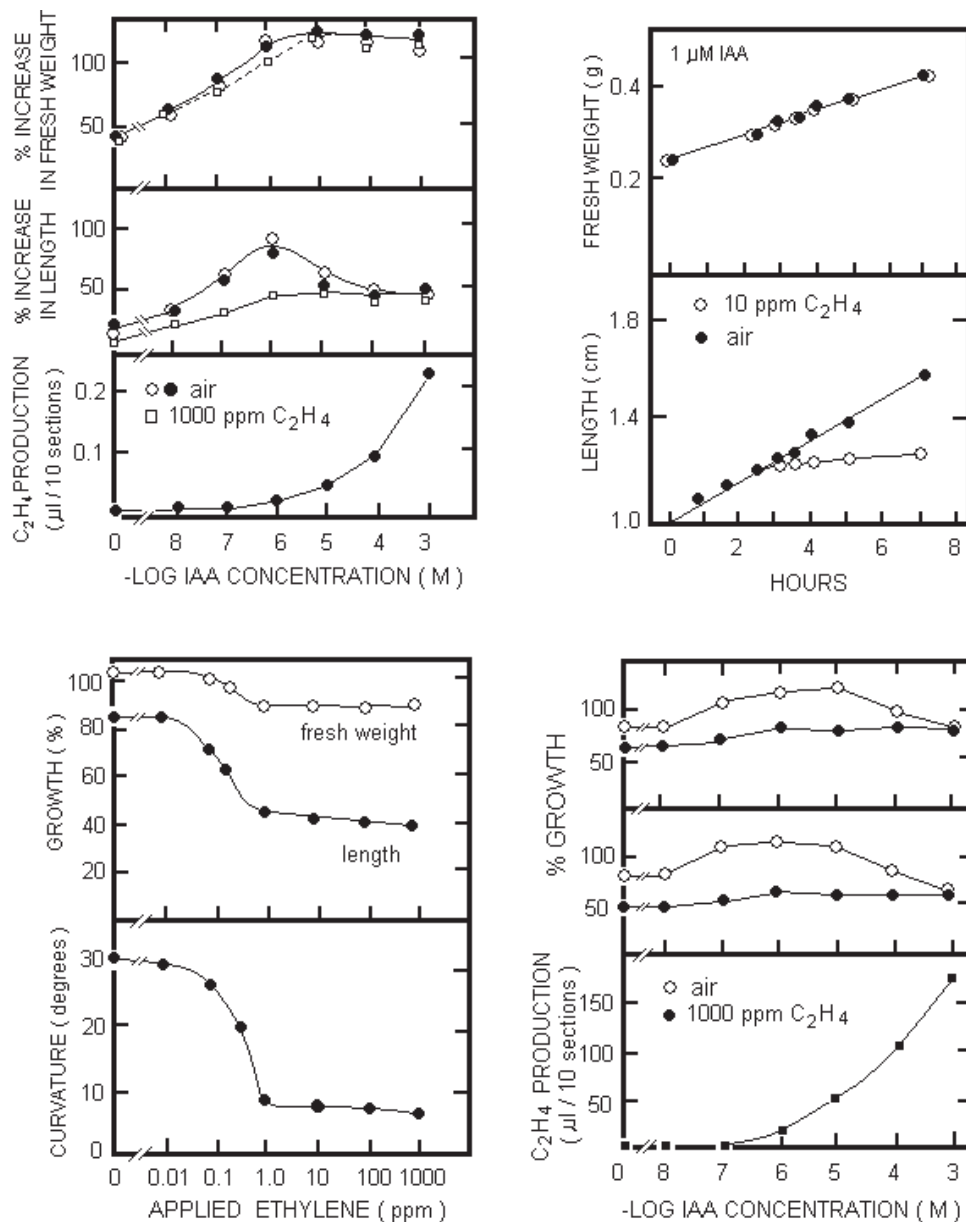 % INCREASE
IN FRESH WEIGHT
100
50
% INCREASE
IN LENGTH
100
50
C2H4 PRODUCTION
( µl / 10 sections )
0.2
0.1
air
1000 ppm C2H4
0 8 7 6 5 4 3
-LOG IAA CONCENTRATION ( M )
FRESH WEIGHT (g)
0.4
0.2
1 µM IAA
LENGTH ( cm )
1.8
1.4
1.0
10 ppm C2H4
air
0 2 4 6 8
HOURS
GROWTH ( % )
100
80
60
40
20
fresh weight
length
CURVATURE ( degrees )
30
20
10
0
0 0.01 0.1 1.0 10 100 1000
APPLIED ETHYLENE ( ppm )
% GROWTH
100
50
100
50
C2H4 PRODUCTION
( µl / 10 sections )
150
100
50
air
1000 ppm C2H4
0 8 7 6 5 4 3
-LOG IAA CONCENTRATION ( M )